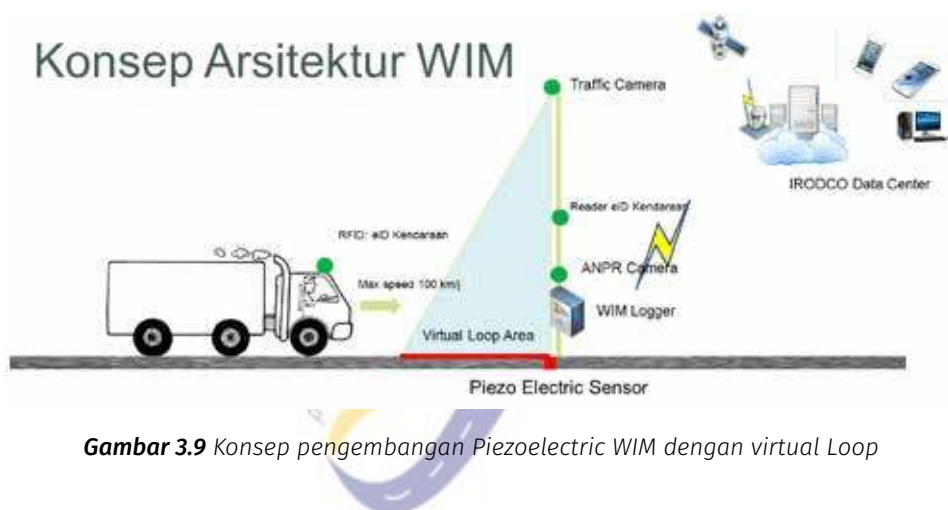 Konsep Arsitektur WIM
Traffic Camera
IRODCO Data Center
Reader eID Kendaraan
RFID: eID Kendaraan
ANPR Camera
Max speed 100 km/j
WIM Logger
Virtual Loop Area
Piezo Electric Sensor
Gambar 3.9 Konsep pengembangan Piezoelectric WIM dengan virtual Loop